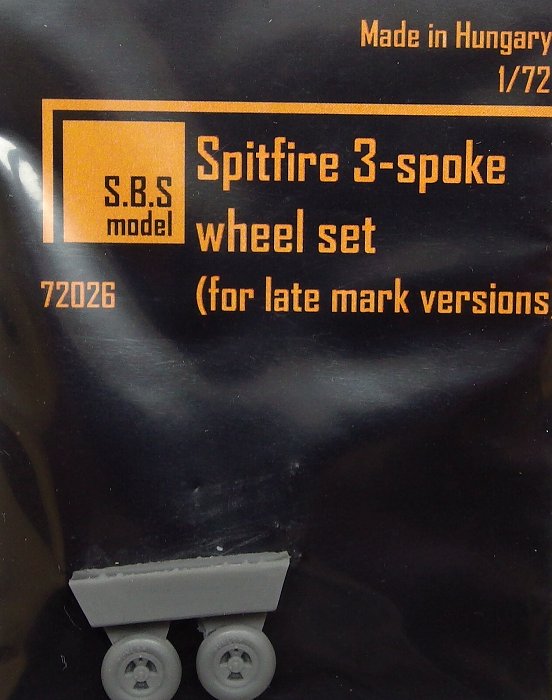 Made in Hungary
1/72
S.B.S
model
Spitfire 3-spoke
wheel set
72026
(for late mark versions